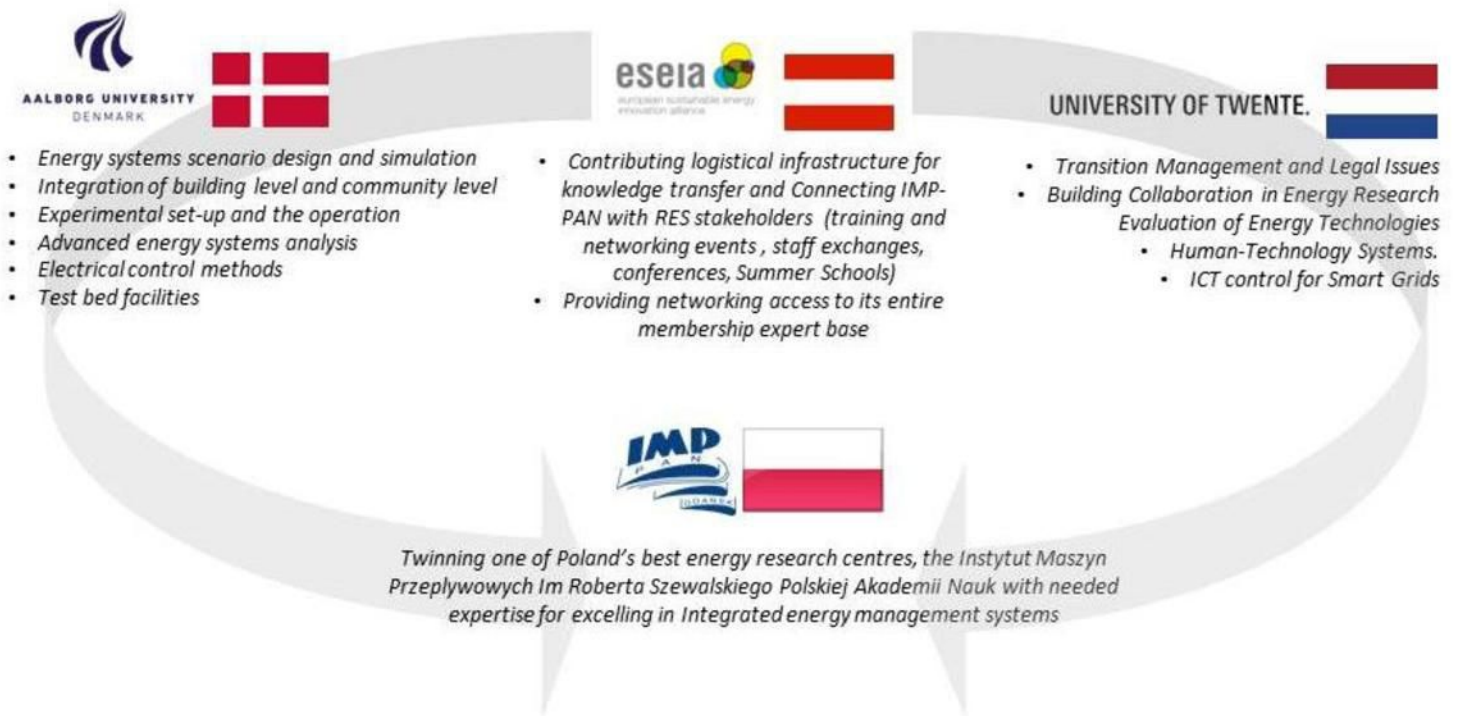 AALBORG UNIVERSITY
DENMARK
• Energy systems scenario design and simulation
• Integration of building level and community level
• Experimental set-up and the operation
• Advanced energy systems analysis
• Electrical control methods
• Test bed facilities
eseia
european sustainable energy
innovation alliance
• Contributing logistical infrastructure for
knowledge transfer and Connecting IMP-
PAN with RES stakeholders (training and
networking events , staff exchanges,
conferences, Summer Schools)
• Providing networking access to its entire
membership expert base
UNIVERSITY OF TWENTE.
• Transition Management and Legal Issues
• Building Collaboration in Energy Research
Evaluation of Energy Technologies
• Human-Technology Systems.
• ICT control for Smart Grids
IMP
PAN
GDAŃSK
Twinning one of Poland's best energy research centres, the Instytut Maszyn
Przeplywowych Im Roberta Szewalskiego Polskiej Akademii Nauk with needed
expertise for excelling in Integrated energy management systems